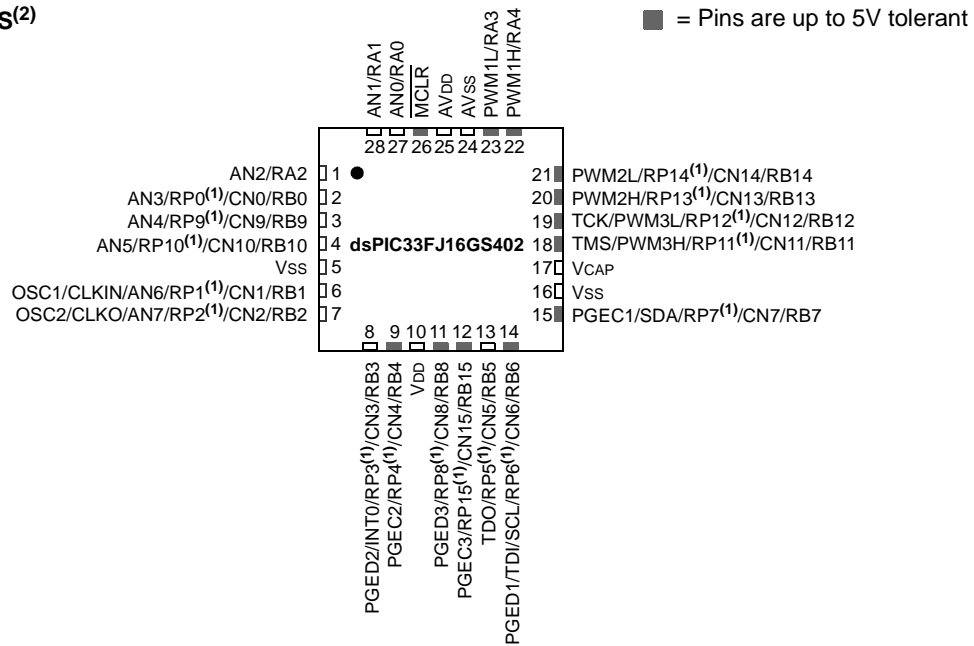 S(2)
= Pins are up to 5V tolerant
AN1/RA1
AN0/RA0
MCLR
AVDD
AVSS
PWM1L/RA3
PWM1H/RA4
28 27 26 25 24 23 22
AN2/RA2 1
AN3/RP0(1)/CN0/RB0 2
AN4/RP9(1)/CN9/RB9 3
AN5/RP10(1)/CN10/RB10 4
VSS 5
OSC1/CLKIN/AN6/RP1(1)/CN1/RB1 6
OSC2/CLKO/AN7/RP2(1)/CN2/RB2 7
dsPIC33FJ16GS402
21 PWM2L/RP14(1)/CN14/RB14
20 PWM2H/RP13(1)/CN13/RB13
19 TCK/PWM3L/RP12(1)/CN12/RB12
18 TMS/PWM3H/RP11(1)/CN11/RB11
17 VCAP
16 VSS
15 PGEC1/SDA/RP7(1)/CN7/RB7
8 9 10 11 12 13 14
PGED2/INT0/RP3(1)/CN3/RB3
PGEC2/RP4(1)/CN4/RB4
VDD
PGED3/RP8(1)/CN8/RB8
PGEC3/RP15(1)/CN15/RB15
TDO/RP5(1)/CN5/RB5
PGED1/TDI/SCL/RP6(1)/CN6/RB6